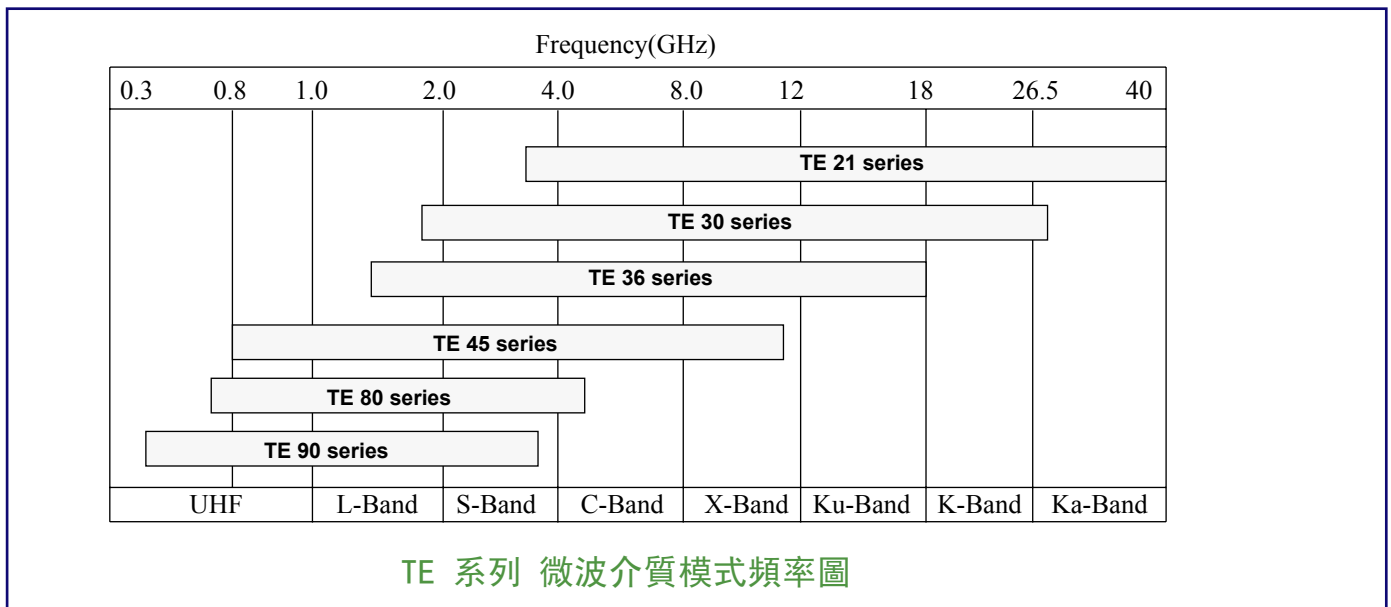 Frequency(GHz)
0.3 0.8 1.0 2.0 4.0 8.0 12 18 26.5 40
TE 21 series
TE 30 series
TE 36 series
TE 45 series
TE 80 series
TE 90 series
UHF L-Band S-Band C-Band X-Band Ku-Band K-Band Ka-Band
TE 系列 微波介質模式頻率圖